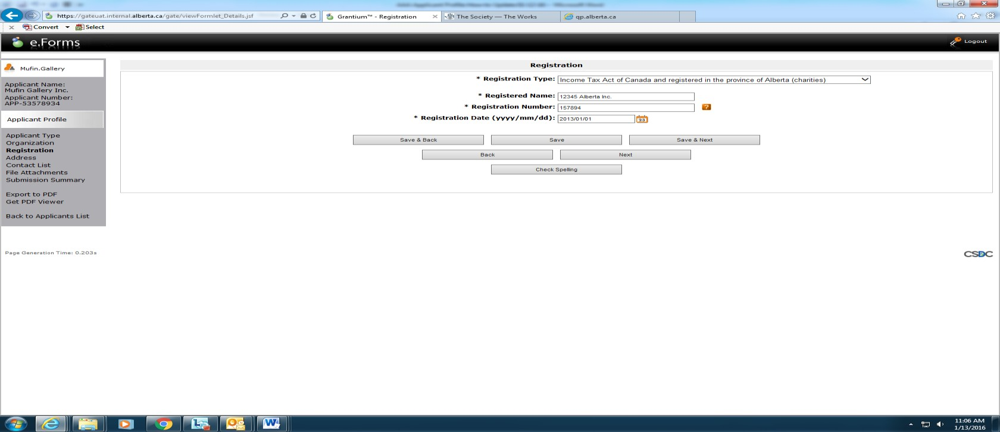 https://gateuat.internal.alberta.ca/gate/viewFormlet_Details.jsf
Grantium™ - Registration
The Society — The Works
qp.alberta.ca
Convert
Select
e.Forms
Logout
Mufin.Gallery
Applicant Name:
Mufin Gallery Inc.
Applicant Number:
APP-53578934
Applicant Profile
Applicant Type
Organization
Registration
Address
Contact List
File Attachments
Submission Summary
Export to PDF
Get PDF Viewer
Back to Applicants List
Registration
* Registration Type: Income Tax Act of Canada and registered in the province of Alberta (charities)
* Registered Name: 12345 Alberta Inc.
* Registration Number: 157894 ?
* Registration Date (yyyy/mm/dd): 2013/01/01 23
Save & Back Save Save & Next
Back Next
Check Spelling
Page Generation Time: 0.203s
CSDC
11:06 AM
1/13/2016